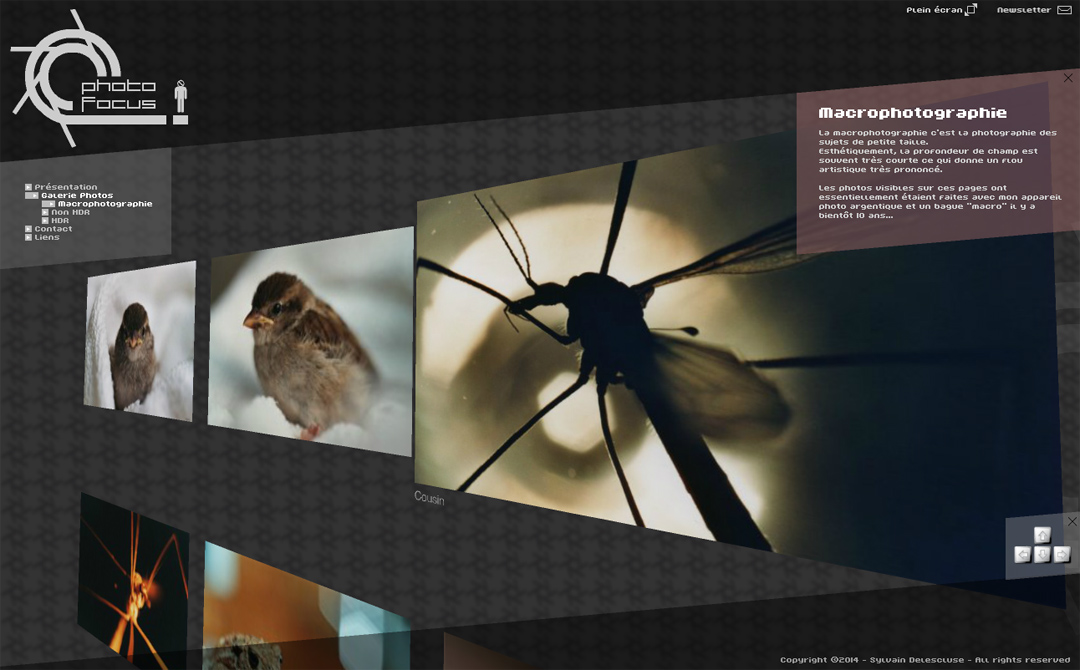 Plein écran
Newsletter
photo
Focus
Macrophotographie
La macrophotographie c'est la photographie des
sujets de petite taille.
Esthétiquement, la profondeur de champ est
souvent très courte ce qui donne un flou
artistique très prononcé.
Les photos visibles sur ces pages ont
essentiellement étaient faites avec mon appareil
photo argentique et un bague "macro" il y a
bientôt 10 ans...
Présentation
Galerie Photos
Macrophotographie
Non HDR
HDR
Contact
Liens
Cousin
Copyright ©2014 - Sylvain Delescluse - All rights reserved